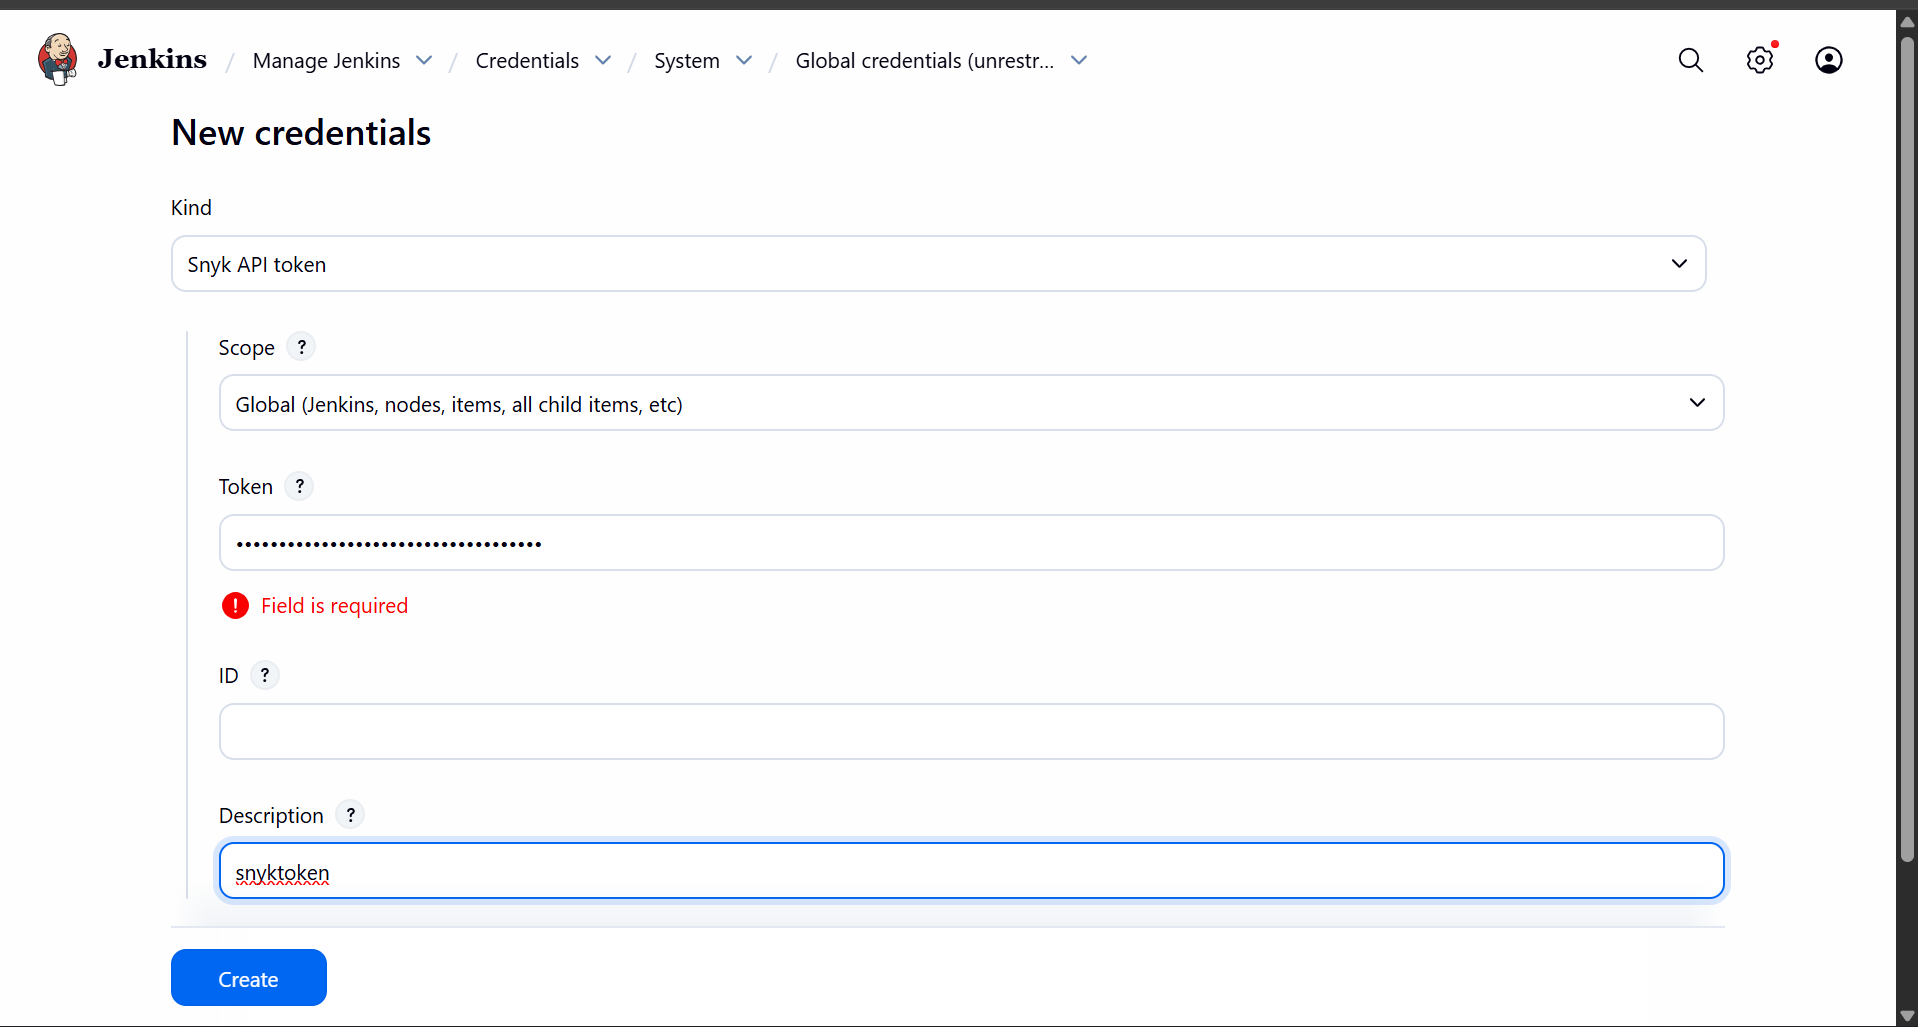 Jenkins / Manage Jenkins / Credentials / System / Global credentials (unrestr...
New credentials
Kind
Snyk API token
Scope ?
Global (Jenkins, nodes, items, all child items, etc)
Token ?
••••••••••••••••••••••••••••••••••••
! Field is required
ID ?
Description ?
snyktoken
Create